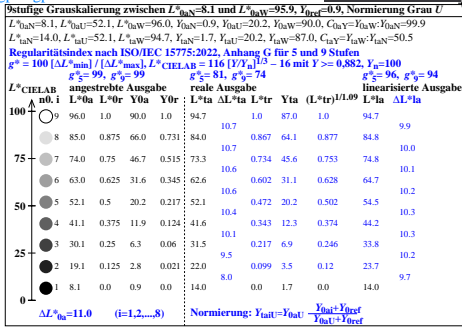 9stufige Grauskalierung zwischen L*0aN=8.1 und L*0aW=95.9, Y0ref=0.9, Normierung Grau U
L*0aN=8.1, L*0aU=52.1, L*0aW=96.0, Y0aN=0.9, Y0aU=20.2, Y0aW=90.0, C0aY=Y0aW:Y0aN=99.9
L*taN=14.0, L*taU=52.1, L*taW=94.7, YtaN=1.7, YtaU=20.2, YtaW=87.0, CtaY=YtaW:YtaN=50.5
Regularitätsindex nach ISO/IEC 15775:2022, Anhang G für 5 und 9 Stufen
g* = 100 [ΔL*min] / [ΔL*max], L*CIELAB = 116 [Y/Yn]1/3 - 16 mit Y >= 0,882, Yn=100
g*5= 99, g*9= 99 g*5= 81, g*9= 74 g*5= 96, g*9= 94
L*CIELAB angestrebte Ausgabe reale Ausgabe linearisierte Ausgabe
n0. i L*0a L*0r Y0a Y0r L*ta ΔL*ta L*tr Yta (L*tr)1/1.09 L*la ΔL*la
100
9 96.0 1.0 90.0 1.0 94.7 1.0 87.0 1.0 94.7
10.7 9.9
8 85.0 0.875 66.0 0.731 84.0 0.867 64.1 0.877 84.8
10.7 10.0
75 7 74.0 0.75 46.7 0.515 73.3 0.734 45.6 0.753 74.8
10.6 10.1
6 63.0 0.625 31.6 0.345 62.6 0.602 31.1 0.628 64.7
10.6 10.2
50 5 52.1 0.5 20.2 0.217 52.1 0.472 20.2 0.502 54.5
10.4 10.3
4 41.1 0.375 11.9 0.124 41.6 0.343 12.3 0.374 44.2
10.1 10.3
25 3 30.1 0.25 6.3 0.06 31.5 0.217 6.9 0.246 33.8
9.5 10.1
2 19.1 0.125 2.8 0.021 22.0 0.099 3.5 0.12 23.7
8.0 9.7
0 1 8.1 0.0 0.9 0.0 14.0 0.0 1.7 0.0 14.0
ΔL*0a=11.0 (i=1,2,...,8) Normierung: YtaiU=Y0aU Y0ai+Y0ref
Y0aU+Y0ref